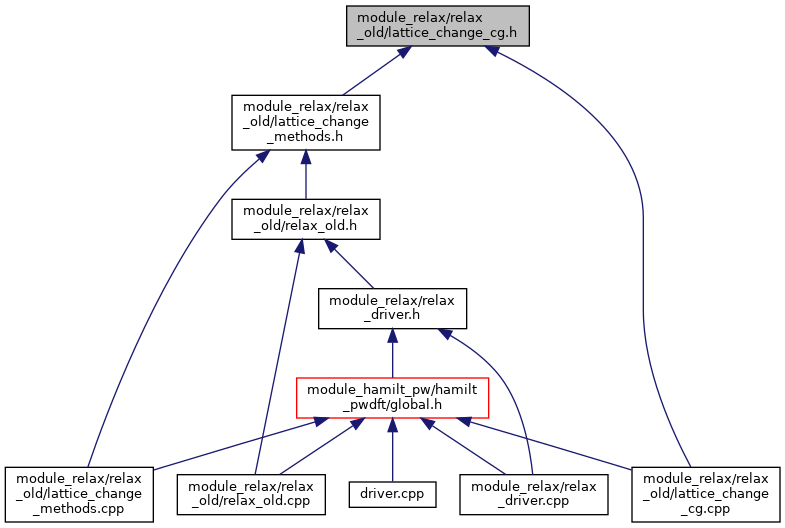 module_relax/relax
_old/lattice_change_cg.h
module_relax/relax
_old/lattice_change
_methods.h
module_relax/relax
_old/relax_old.h
module_relax/relax
_driver.h
module_hamilt_pw/hamilt
_pwdft/global.h
module_relax/relax
_old/lattice_change
_methods.cpp
module_relax/relax
_old/relax_old.cpp
driver.cpp
module_relax/relax
_driver.cpp
module_relax/relax
_old/lattice_change
_cg.cpp